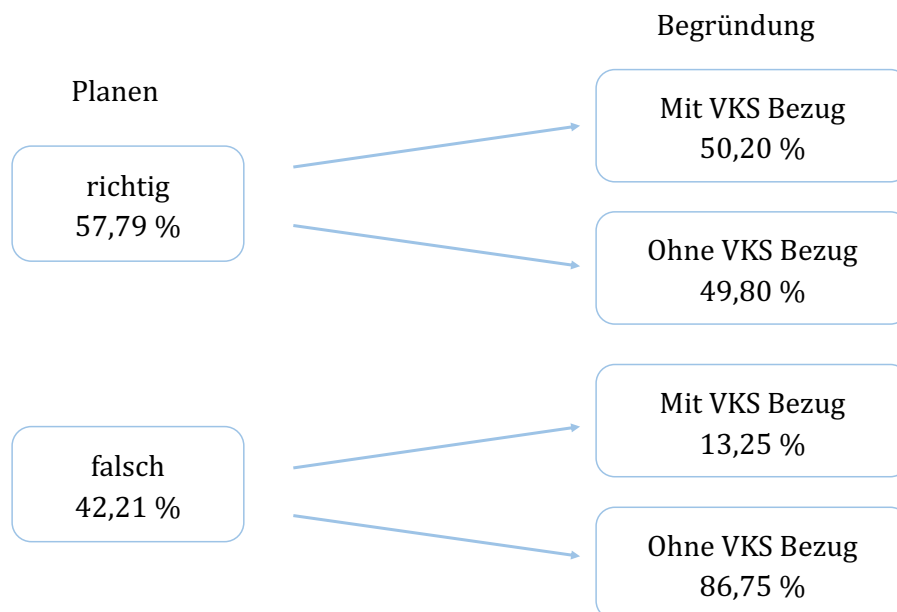 Begründung
Planen
Mit VKS Bezug
50,20 %
richtig
57,79 %
Ohne VKS Bezug
49,80 %
Mit VKS Bezug
13,25 %
falsch
42,21 %
Ohne VKS Bezug
86,75 %